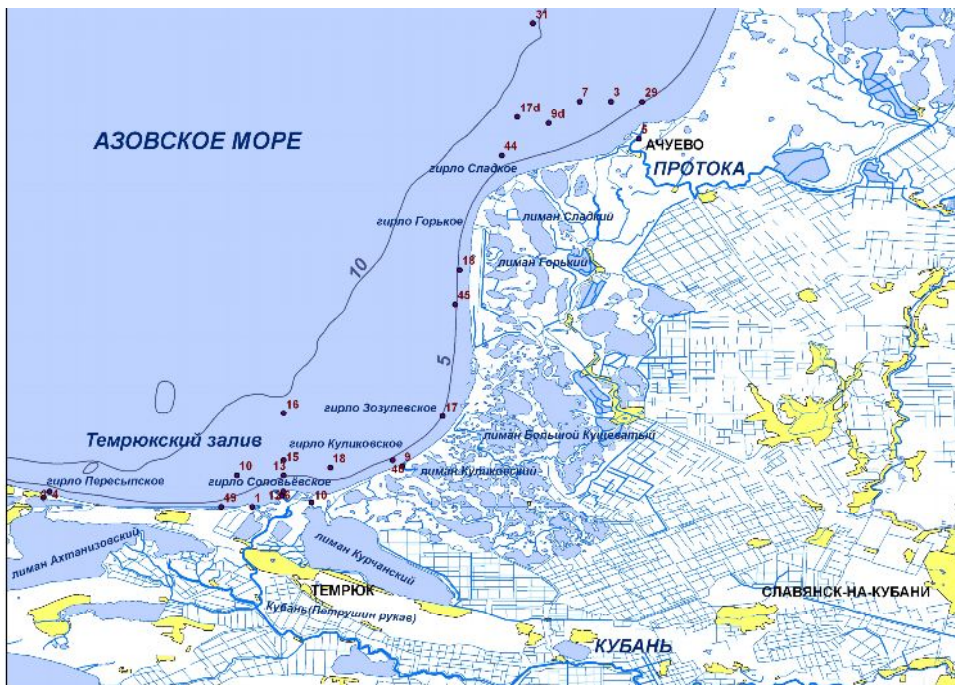 31
7
3
29
17d
9d
5
АЗОВСКОЕ МОРЕ
АЧУЕВО
44
гирло Сладкое
ПРОТОКА
гирло Горькое
лиман Сладкий
10
18
лиман Горький
45
5
16
гирло Зозулевское
17
Темрюкский залив
гирло Куликовское
лиман Большой Кущеватый
15
18
9
10
13
46
лиман Куликовский
гирло Пересыпское
гирло Соловьёвское
4
49
1
10
лиман Ахтанизовский
лиман Курчанский
ТЕМРЮК
СЛАВЯНСК-НА-КУБАНИ
Кубань(Петрушин рукав)
КУБАНЬ